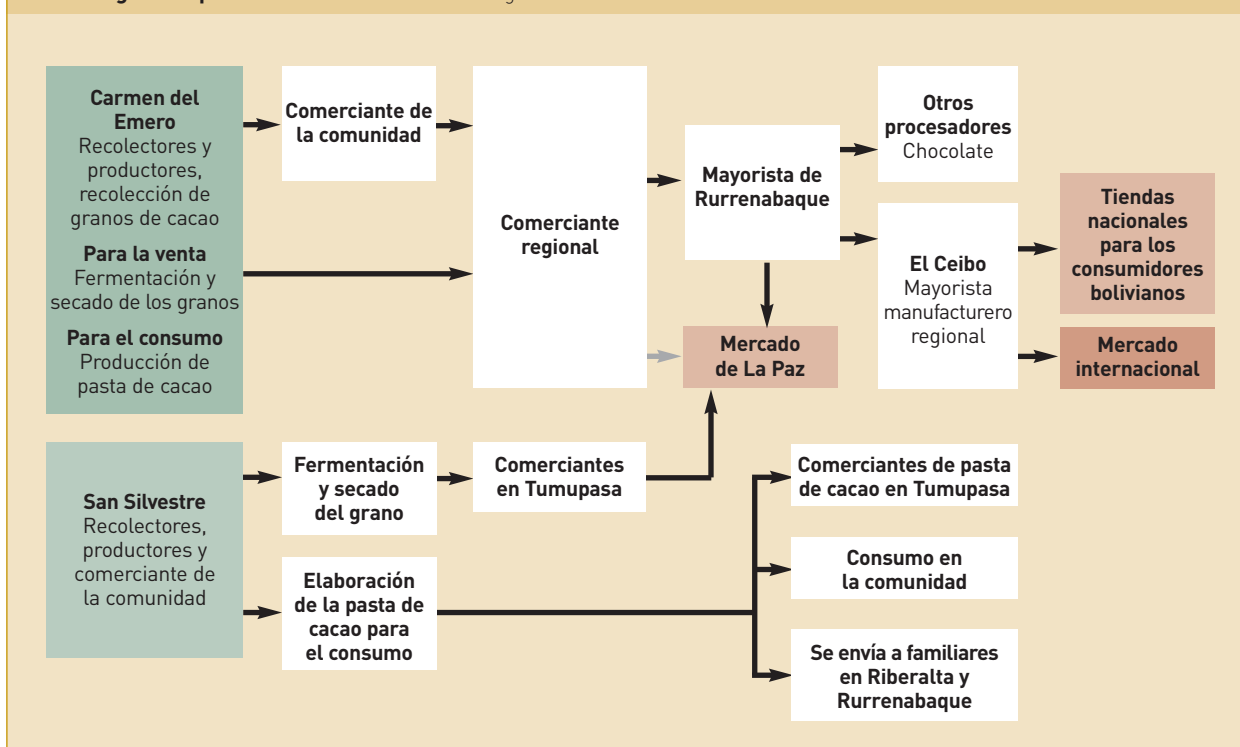 Carmen del
Emero
Recolectores y
productores,
recolección de
granos de cacao
Para la venta
Fermentación y
secado de los granos
Para el consumo
Producción de
pasta de cacao
Comerciante de
la comunidad
Comerciante
regional
Mayorista de
Rurrenabaque
Otros
procesadores
Chocolate
El Ceibo
Mayorista
manufacturero
regional
Tiendas
nacionales
para los
consumidores
bolivianos
Mercado
internacional
Mercado
de La Paz
San Silvestre
Recolectores,
productores y
comerciante de
la comunidad
Fermentación
y secado
del grano
Comerciantes
en Tumupasa
Elaboración
de la pasta de
cacao para
el consumo
Comerciantes de pasta
de cacao en Tumupasa
Consumo en
la comunidad
Se envía a familiares
en Riberalta y
Rurrenabaque